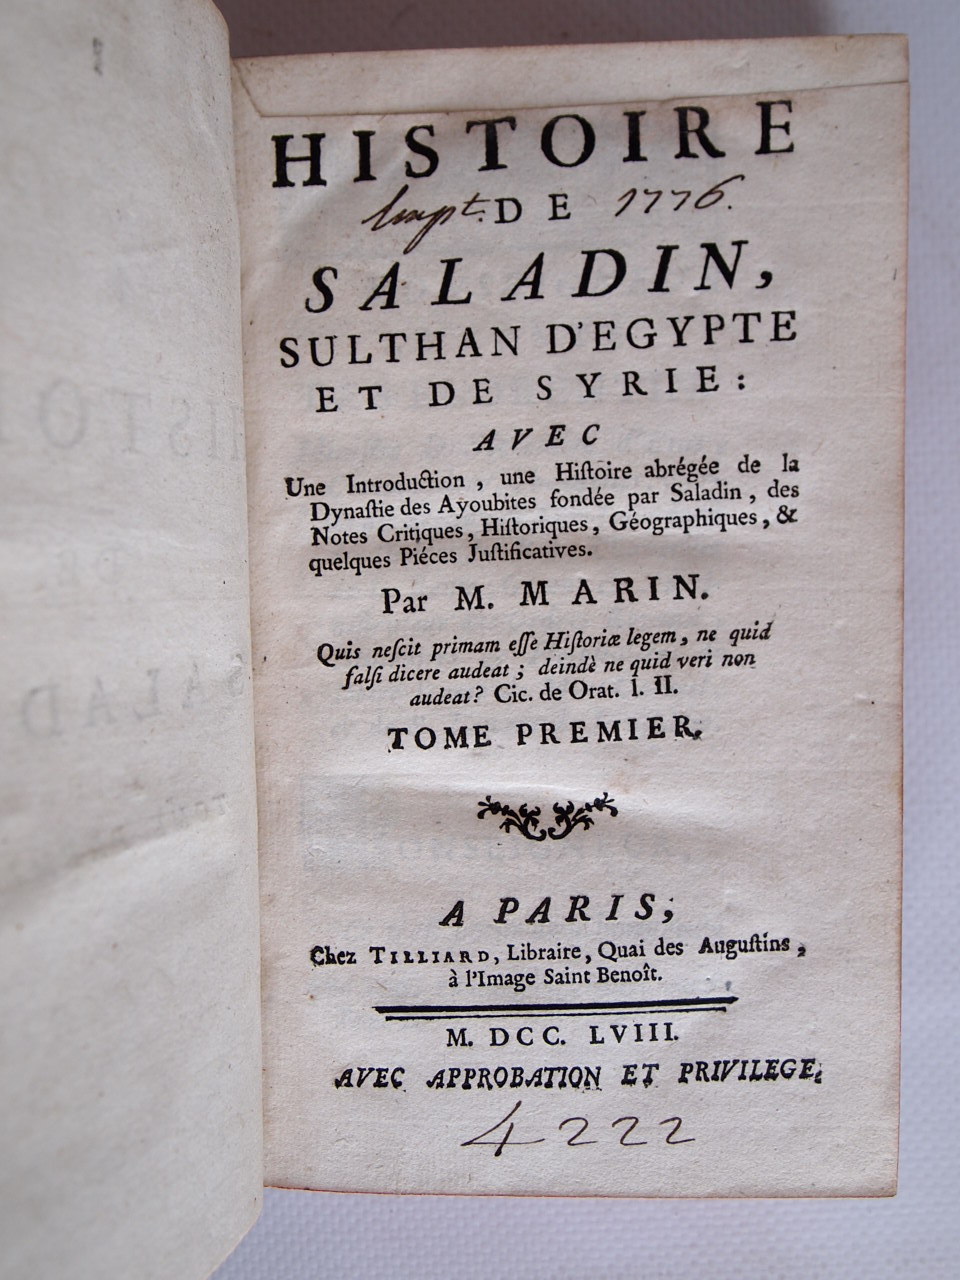 HISTOIRE
DE 1776.
SALADIN,
SULTHAN D'EGYPTE
ET DE SYRIE:
AVEC
Une Introduction, une Hiſtoire abrégée de la
Dynaſtie des Ayoubites fondée par Saladin, des
Notes Critiques, Hiſtoriques, Géographiques, &
quelques Piéces Juſtificatives.
Par M. MARIN.
Quis neſcit primam eſſe Hiſtoriæ legem, ne quid
falſi dicere audeat; deindè ne quid veri non
audeat? Cic. de Orat. l. II.
TOME PREMIER.
A PARIS,
Chez TILLIARD, Libraire, Quai des Auguſtins,
à l'Image Saint Benoît.
M. DCC. LVIII.
AVEC APPROBATION ET PRIVILEGE.
4222